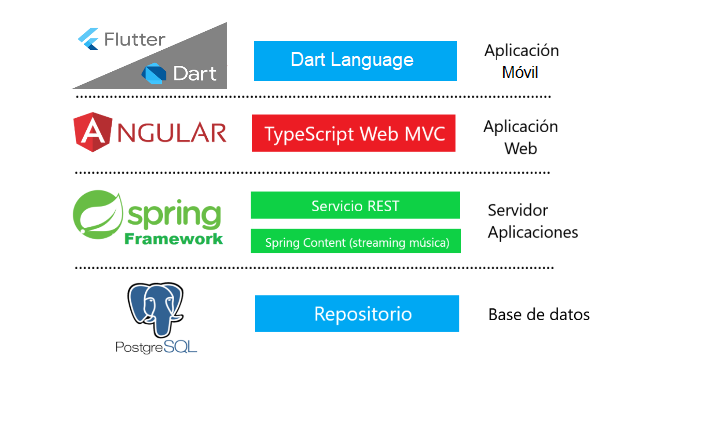 Flutter
Dart
Dart Language
Aplicación
Móvil
ANGULAR
TypeScript Web MVC
Aplicación
Web
spring
Framework
Servicio REST
Spring Content (streaming música)
Servidor
Aplicaciones
PostgreSQL
Repositorio
Base de datos